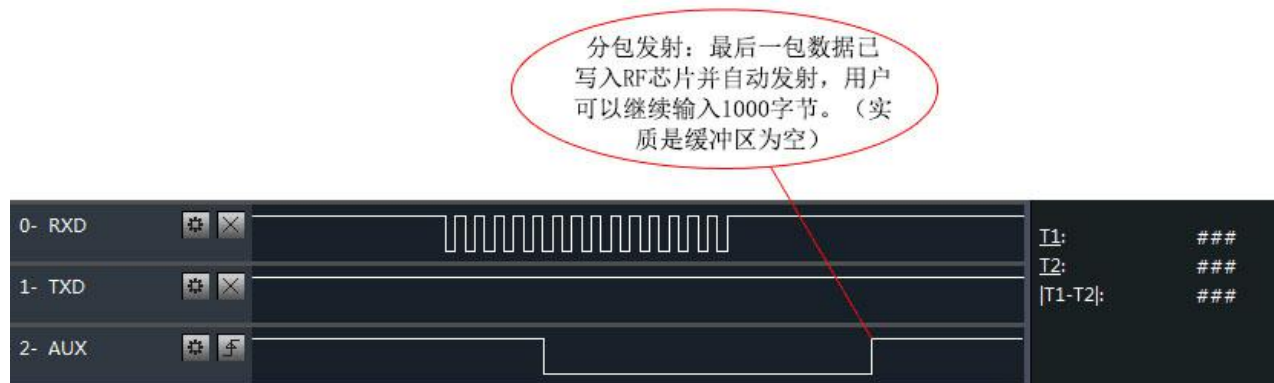 分包发射：最后一包数据已
写入RF芯片并自动发射，用户
可以继续输入1000字节。（实
质是缓冲区为空）
0- RXD
T1: ###
1- TXD
T2: ###
|T1-T2|: ###
2- AUX